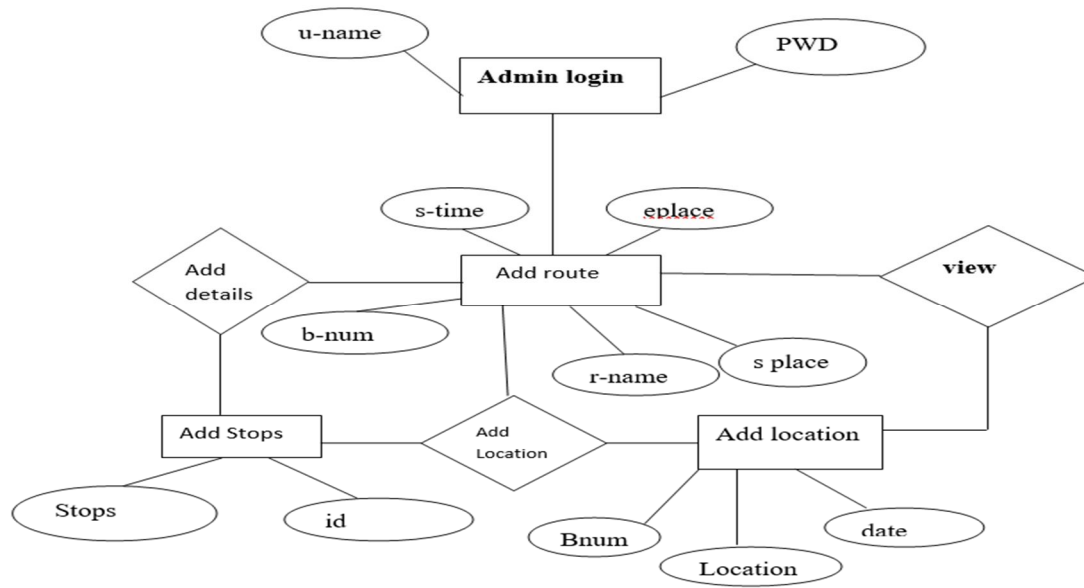 u-name
PWD
Admin login
s-time
eplace
Add
details
Add route
view
b-num
r-name
s place
Add Stops
Add
Location
Add location
Stops
id
Bnum
Location
date